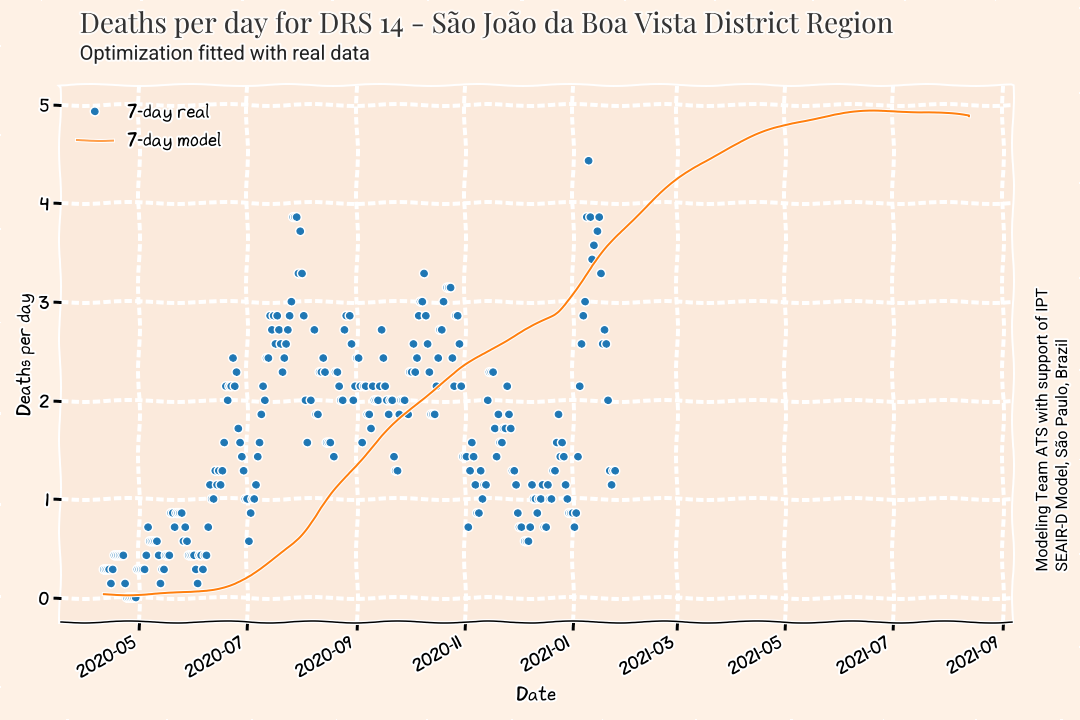 Deaths per day for DRS 14 - São João da Boa Vista District Region
Optimization fitted with real data
7-day real
7-day model
5
4
3
2
1
0
Deaths per day
2020-05
2020-07
2020-09
2020-11
2021-01
2021-03
2021-05
2021-07
2021-09
Date
Modeling Team ATS with support of IPT
SEAIR-D Model, São Paulo, Brazil